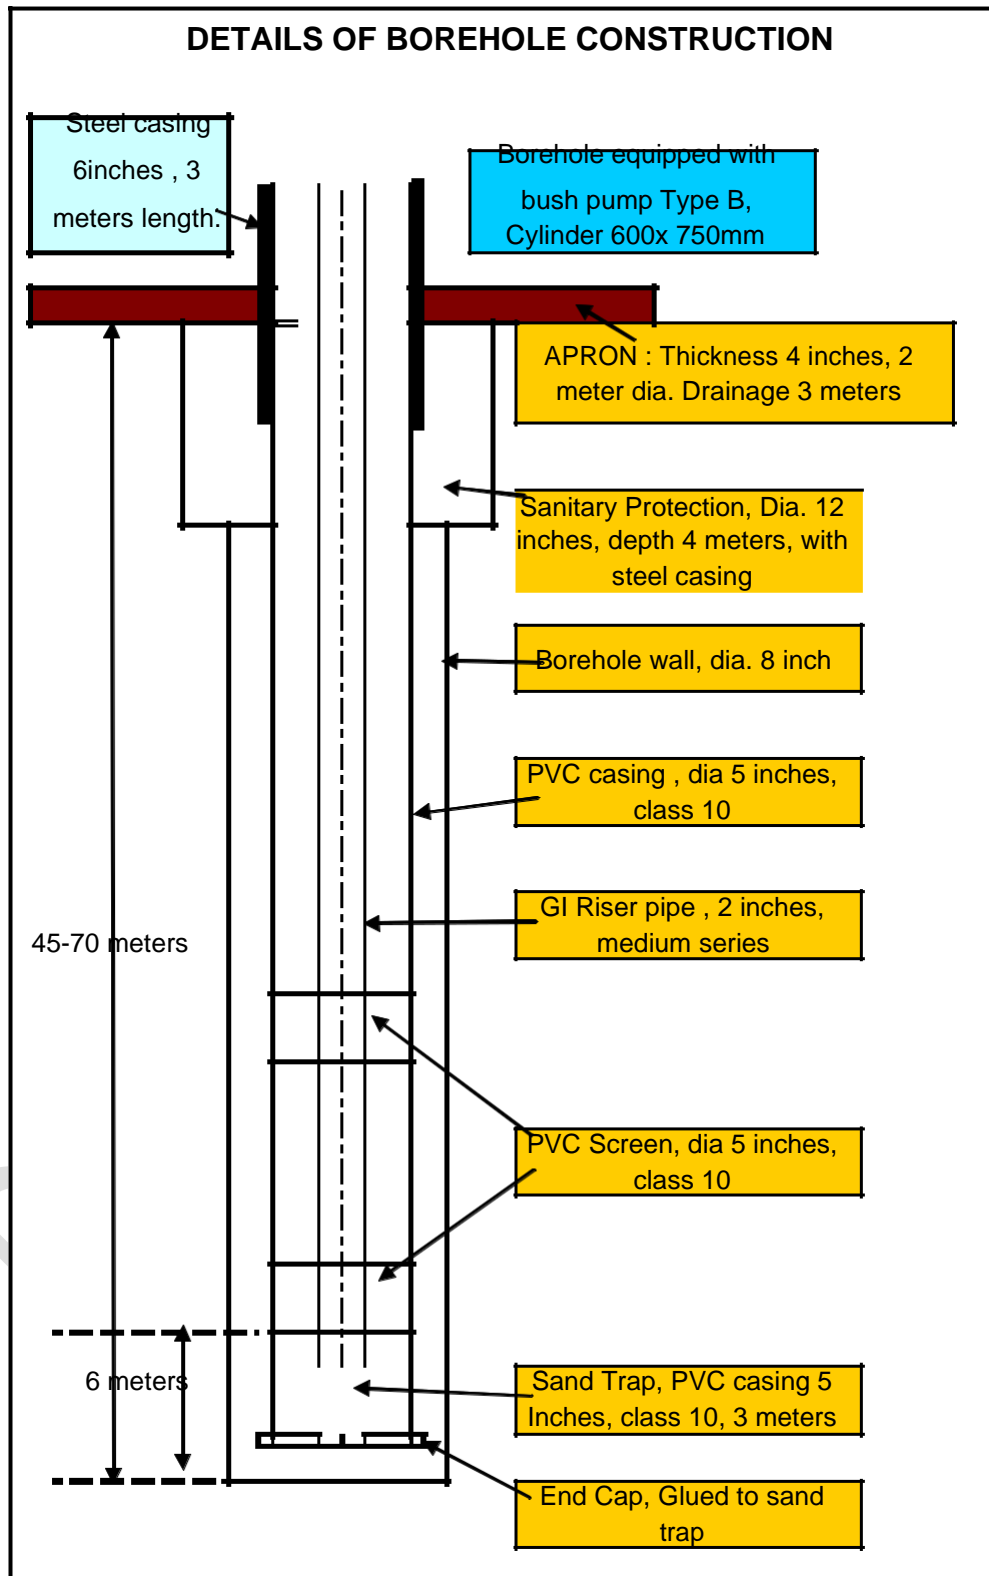 DETAILS OF BOREHOLE CONSTRUCTION
Steel casing
6inches , 3
meters length.
Borehole equipped with
bush pump Type B,
Cylinder 600x 750mm
APRON : Thickness 4 inches, 2
meter dia. Drainage 3 meters
Sanitary Protection, Dia. 12
inches, depth 4 meters, with
steel casing
Borehole wall, dia. 8 inch
PVC casing , dia 5 inches,
class 10
GI Riser pipe , 2 inches,
medium series
45-70 meters
PVC Screen, dia 5 inches,
class 10
6 meters
Sand Trap, PVC casing 5
Inches, class 10, 3 meters
End Cap, Glued to sand
trap